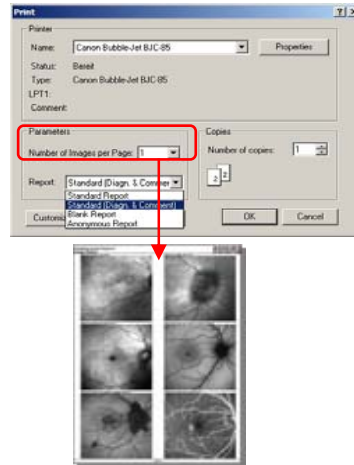 Print
Printer
Name: Canon Bubble-Jet BJC-85 Properties
Status: Bereit
Type: Canon Bubble-Jet BJC-85
LPT1:
Comment:
Parameters
Copies
Number of Images per Page: 1
Number of copies: 1
Report: Standard (Diagn. & Commen
Standard Report
Standard (Diagn. & Comment)
Blank Report
Anonymous Report
Customi
OK Cancel